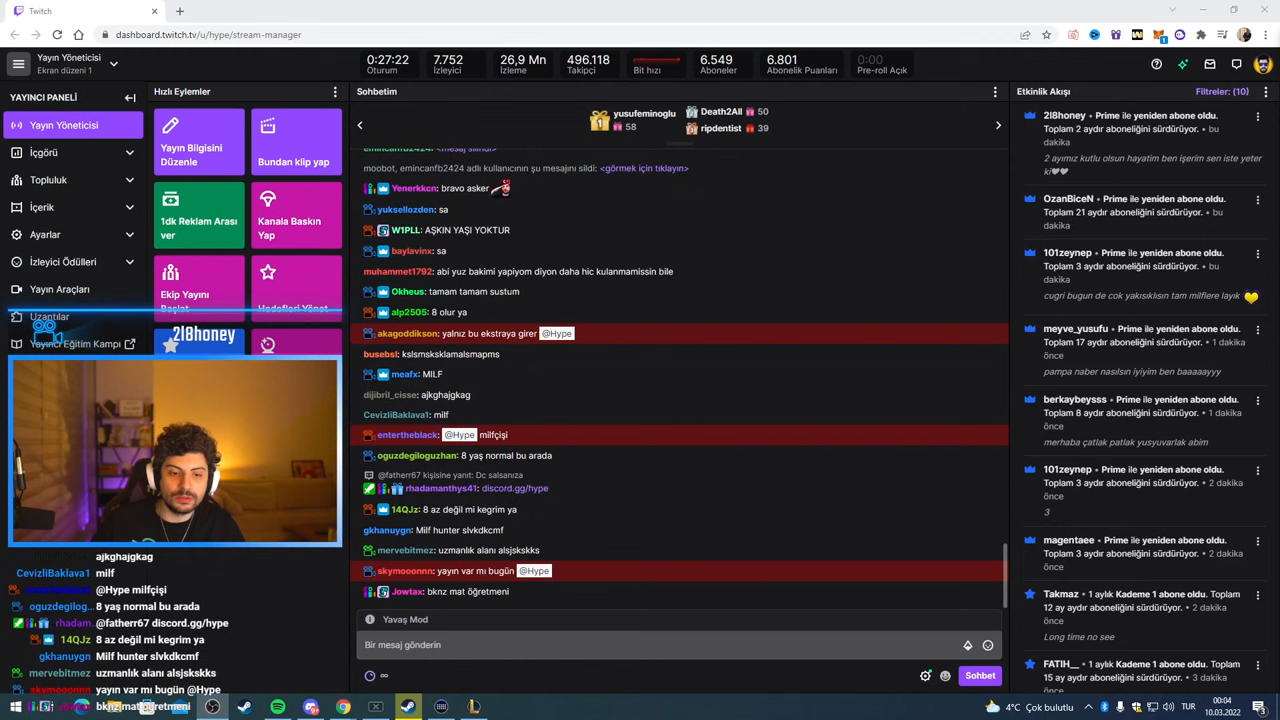 Twitch
dashboard.twitch.tv/u/hype/stream-manager
Yayın Yöneticisi
Ekran düzeni 1
0:27:22
Oturum
7.752
İzleyici
26,9 Mn
İzleme
496.118
Takipçi
Bit hızı
6.549
Aboneler
6.801
Abonelik Puanları
0:00
Pre-roll Açık
YAYINCI PANELİ
Yayın Yöneticisi
İçgörü
Topluluk
İçerik
Ayarlar
İzleyici Ödülleri
Yayın Araçları
Uzantılar
Yayıncı Eğitim Kampı
Hızlı Eylemler
Yayın Bilgisini
Düzenle
Bundan klip yap
1dk Reklam Arası
ver
Kanala Baskın
Yap
Ekip Yayını
Başlat
Hedefleri Yönet
2l8honey
ajkghajgkag
CevizliBaklava1 milf
@Hype milfçişi
oguzdegilog... 8 yaş normal bu arada
rhadam... @fatherr67 discord.gg/hype
14QJz 8 az değil mi kegrim ya
gkhanuygn Milf hunter slvkdkcmf
mervebitmez uzmanlık alanı alsjskskks
skymooonnn yayın var mı bugün @Hype
bknz mat öğretmeni
Sohbetim
1
yusufeminoglu
58
Death2All 50
ripdentist 39
emincanfb2424: <mesaj silindi>
moobot, emincanfb2424 adlı kullanıcının şu mesajını sildi: <görmek için tıklayın>
Yenerkkcn: bravo asker
yuksellozden: sa
W1PLL: AŞKIN YAŞI YOKTUR
baylavinx: sa
muhammet1792: abi yuz bakimi yapiyom diyon daha hic kulanmamissin bile
Okheus: tamam tamam sustum
alp2505: 8 olur ya
akagoddikson: yalnız bu ekstraya girer @Hype
busebsl: kslsmsksklamalsmapms
meafx: MILF
dijibril_cisse: ajkghajgkag
CevizliBaklava1: milf
entertheblack: @Hype milfçişi
oguzdegiloguzhan: 8 yaş normal bu arada
@fatherr67 kişisine yanıt: Dc salsanıza
rhadamanthys41: discord.gg/hype
14QJz: 8 az değil mi kegrim ya
gkhanuygn: Milf hunter slvkdkcmf
mervebitmez: uzmanlık alanı alsjskskks
skymooonnn: yayın var mı bugün @Hype
Jowtax: bknz mat öğretmeni
Yavaş Mod
Bir mesaj gönderin
Sohbet
Etkinlik Akışı
Filtreler: (10)
2l8honey • Prime ile yeniden abone oldu.
Toplam 2 aydır aboneliğini sürdürüyor. • bu
dakika
2 ayımız kutlu olsun hayatim ben işerim sen iste yeter
ki
OzanBiceN • Prime ile yeniden abone oldu.
Toplam 21 aydır aboneliğini sürdürüyor. • bu
dakika
101zeynep • Prime ile yeniden abone oldu.
Toplam 3 aydır aboneliğini sürdürüyor. • bu
dakika
cugri bugun de cok yakısıklısın tam milflere layık
meyve_yusufu • Prime ile yeniden abone oldu.
Toplam 17 aydır aboneliğini sürdürüyor. • 1 dakika
önce
pampa naber nasılsın iyiyim ben baaaaayyy
berkaybeysss • Prime ile yeniden abone oldu.
Toplam 8 aydır aboneliğini sürdürüyor. • 1 dakika
önce
merhaba çatlak patlak yusyuvarlak abim
101zeynep • Prime ile yeniden abone oldu.
Toplam 3 aydır aboneliğini sürdürüyor. • 2 dakika
önce
3
magentaee • Prime ile yeniden abone oldu.
Toplam 3 aydır aboneliğini sürdürüyor. • 2 dakika
önce
Takmaz • 1 aylık Kademe 1 abone oldu. Toplam
12 ay aydır aboneliğini sürdürüyor. • 2 dakika
önce
Long time no see
FATIH__ • 1 aylık Kademe 1 abone oldu. Toplam
15 ay aydır aboneliğini sürdürüyor. • 3 dakika
4°C Çok bulutlu
TUR
00:04
10.03.2022
3